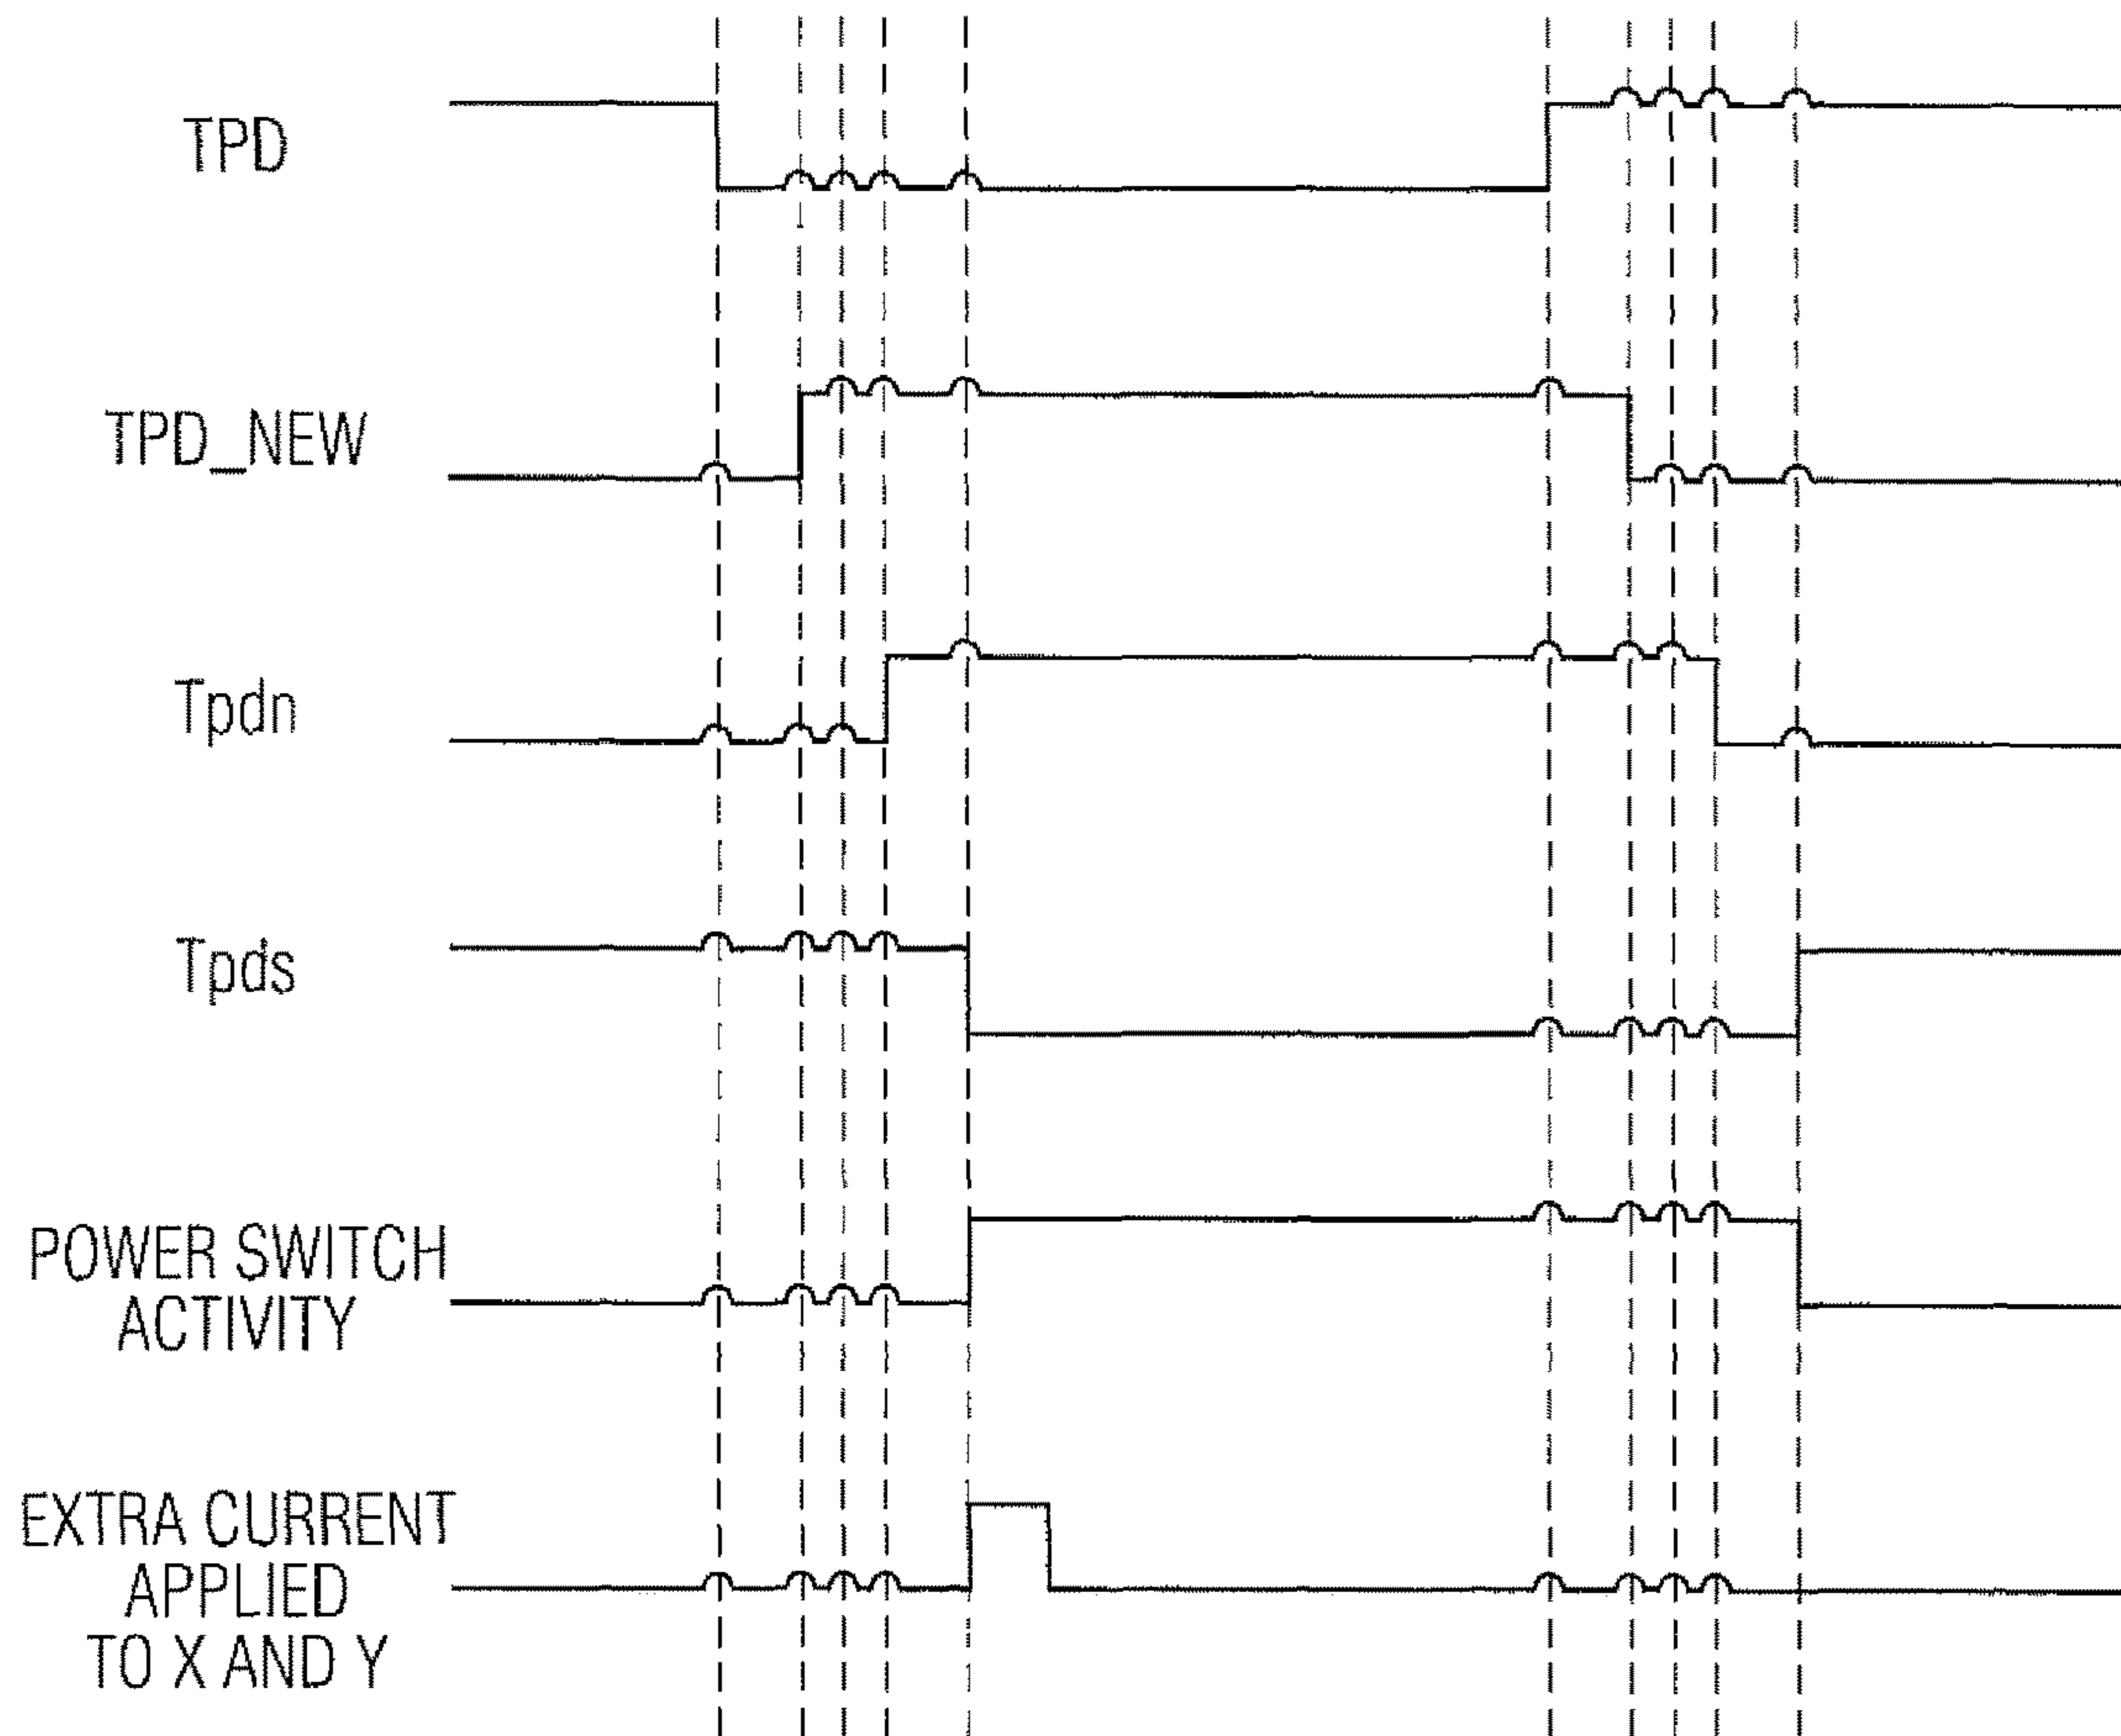 TPD
TPD_NEW
Tpdn
Tpds
POWER SWITCH
ACTIVITY
EXTRA CURRENT
APPLIED
TO X AND Y